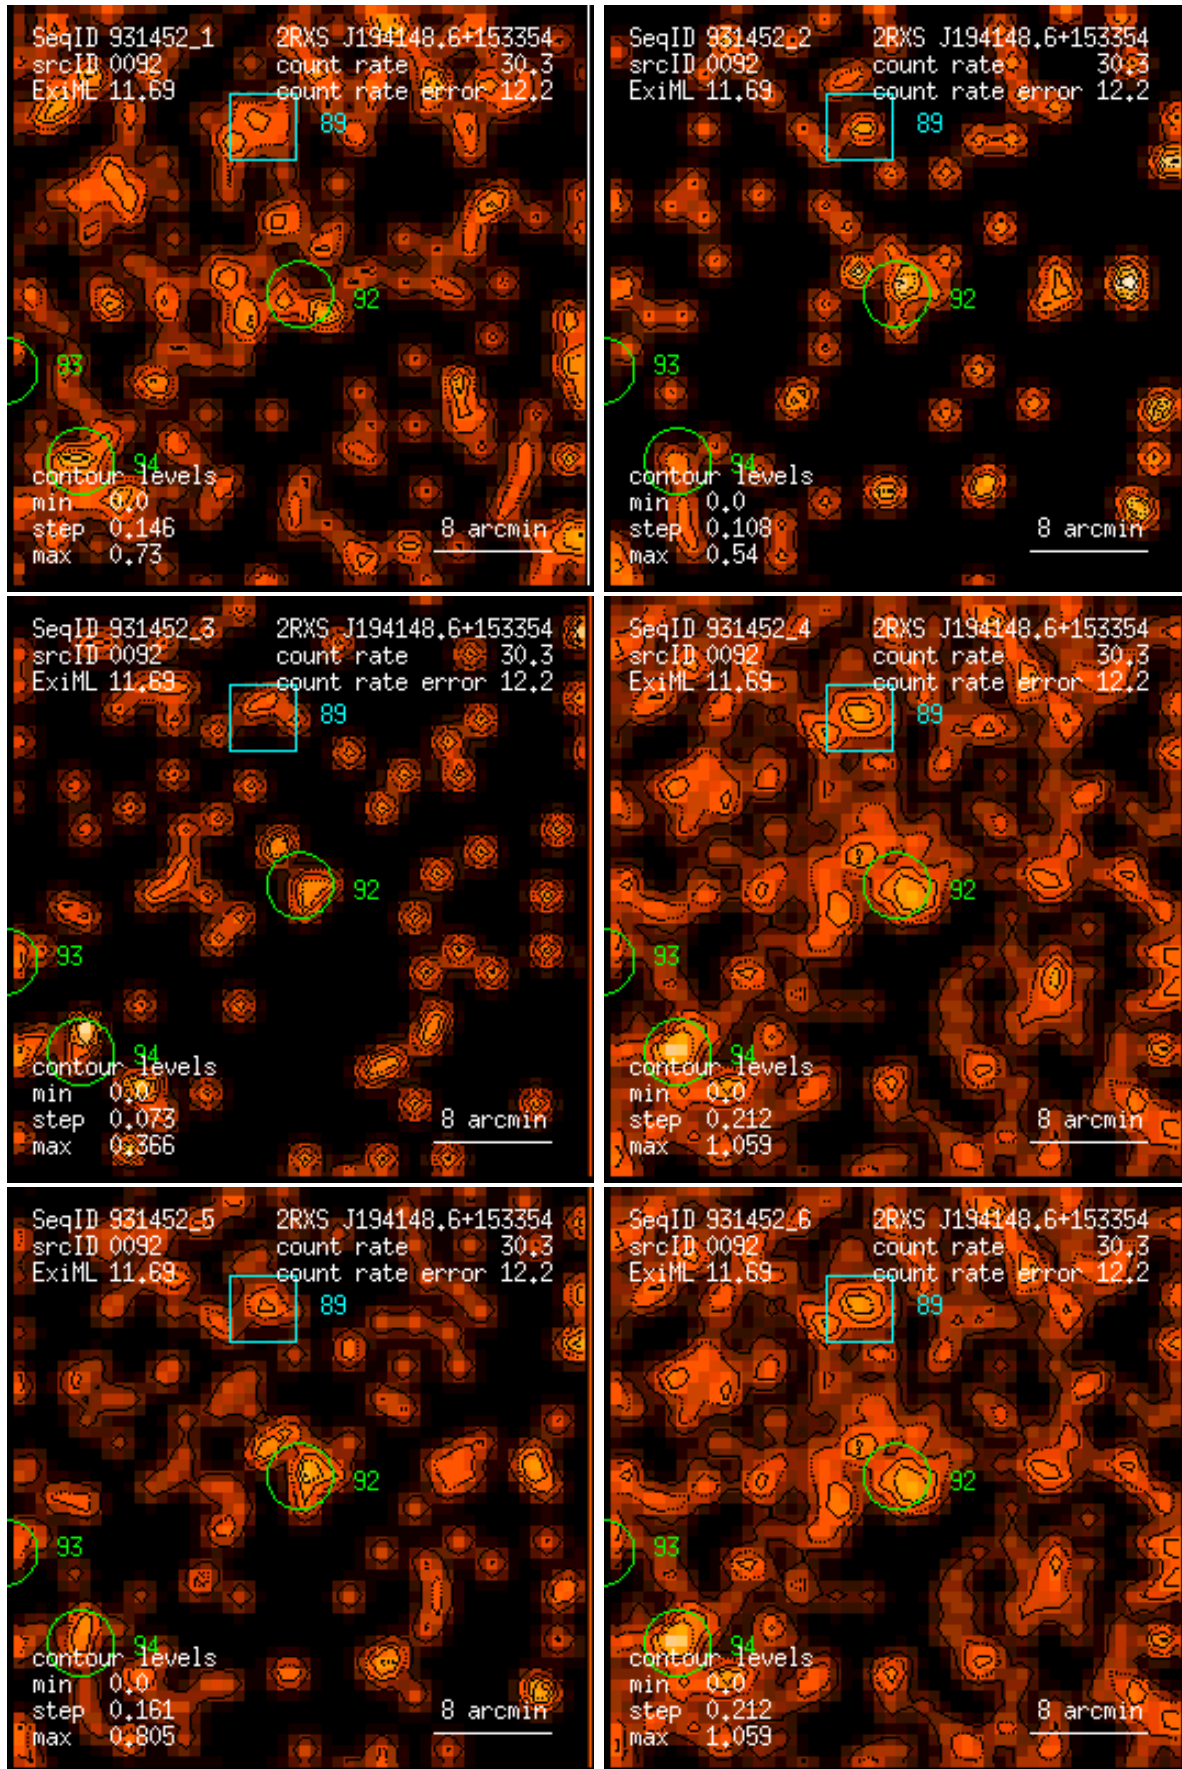 SeqID 931452_1 2RXS J194148.6+153354
srcID 0092 count rate 30.3
ExiML 11.69 count rate error 12.2
89
92
93
94
contour levels
min 0.0
step 0.146 8 arcmin
max 0.73
SeqID 931452_2 2RXS J194148.6+153354
srcID 0092 count rate 30.3
ExiML 11.69 count rate error 12.2
89
92
93
94
contour levels
min 0.0
step 0.108 8 arcmin
max 0.54
SeqID 931452_3 2RXS J194148.6+153354
srcID 0092 count rate 30.3
ExiML 11.69 count rate error 12.2
89
92
93
94
contour levels
min 0.0
step 0.073 8 arcmin
max 0.366
SeqID 931452_4 2RXS J194148.6+153354
srcID 0092 count rate 30.3
ExiML 11.69 count rate error 12.2
89
92
93
94
contour levels
min 0.0
step 0.212 8 arcmin
max 1.059
SeqID 931452_5 2RXS J194148.6+153354
srcID 0092 count rate 30.3
ExiML 11.69 count rate error 12.2
89
92
93
94
contour levels
min 0.0
step 0.161 8 arcmin
max 0.805
SeqID 931452_6 2RXS J194148.6+153354
srcID 0092 count rate 30.3
ExiML 11.69 count rate error 12.2
89
92
93
94
contour levels
min 0.0
step 0.212 8 arcmin
max 1.059